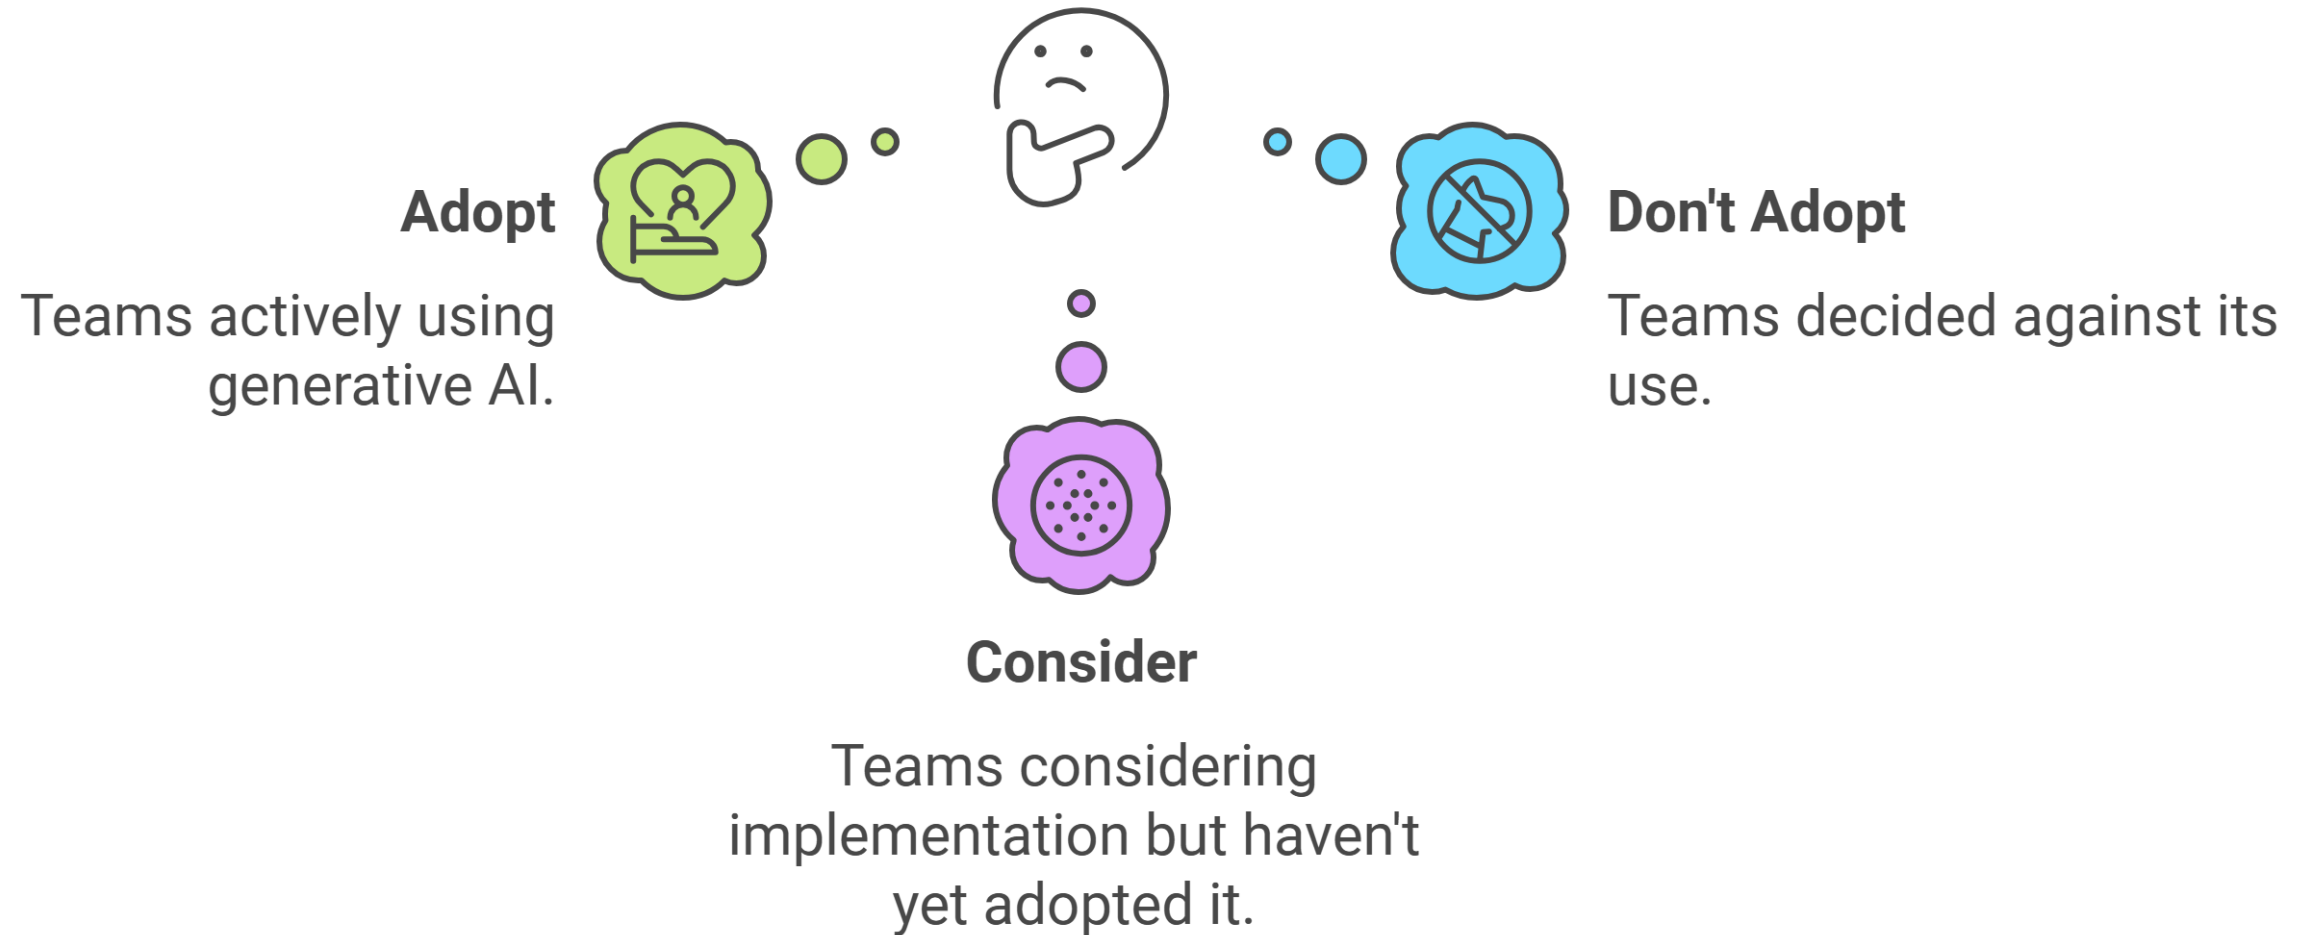 Adopt
Teams actively using
generative AI.
Don't Adopt
Teams decided against its
use.
Consider
Teams considering
implementation but haven't
yet adopted it.